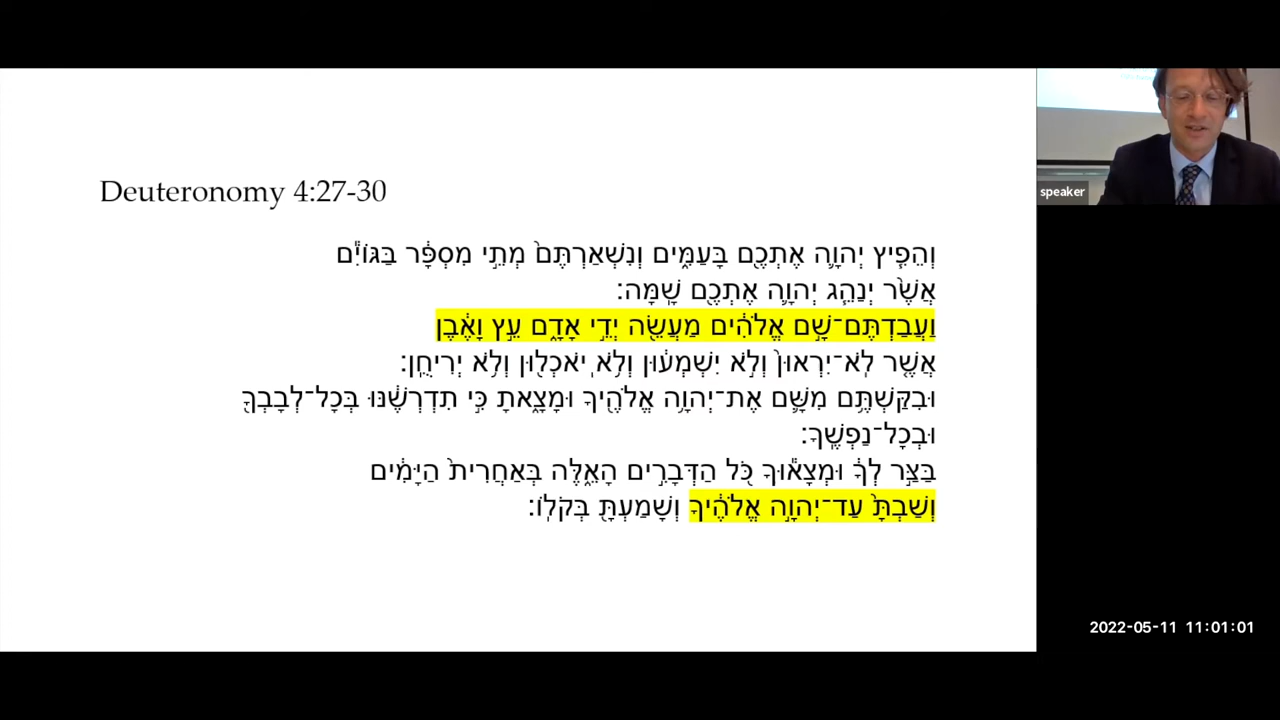 Deuteronomy 4:27-30
וְהֵפִ֧יץ יְהוָ֛ה אֶתְכֶ֖ם בָּעַמִּ֑ים וְנִשְׁאַרְתֶּם֙ מְתֵ֣י מִסְפָּ֔ר בַּגּוֹיִ֕ם
אֲשֶׁ֨ר יְנַהֵ֧ג יְהוָ֛ה אֶתְכֶ֖ם שָֽׁמָּה׃
וַעֲבַדְתֶּם־שָׁ֣ם אֱלֹהִ֔ים מַעֲשֵׂ֖ה יְדֵ֣י אָדָ֑ם עֵ֣ץ וָאֶ֔בֶן
אֲשֶׁ֤ר לֹֽא־יִרְאוּן֙ וְלֹ֣א יִשְׁמְע֔וּן וְלֹ֥א יֹֽאכְל֖וּן וְלֹ֥א יְרִיחֻֽן׃
וּבִקַּשְׁתֶּ֥ם מִשָּׁ֛ם אֶת־יְהוָ֥ה אֱלֹהֶ֖יךָ וּמָצָ֑אתָ כִּ֣י תִדְרְשֶׁ֔נּוּ בְּכָל־לְבָבְךָ֖
וּבְכָל־נַפְשֶֽׁךָ׃
בַּצַּ֣ר לְךָ֔ וּמְצָא֕וּךָ כֹּ֖ל הַדְּבָרִ֣ים הָאֵ֑לֶּה בְּאַחֲרִית֙ הַיָּמִ֔ים
וְשַׁבְתָּ֙ עַד־יְהוָ֣ה אֱלֹהֶ֔יךָ וְשָׁמַעְתָּ֖ בְּקֹלֽוֹ׃
speaker
2022-05-11 11:01:01